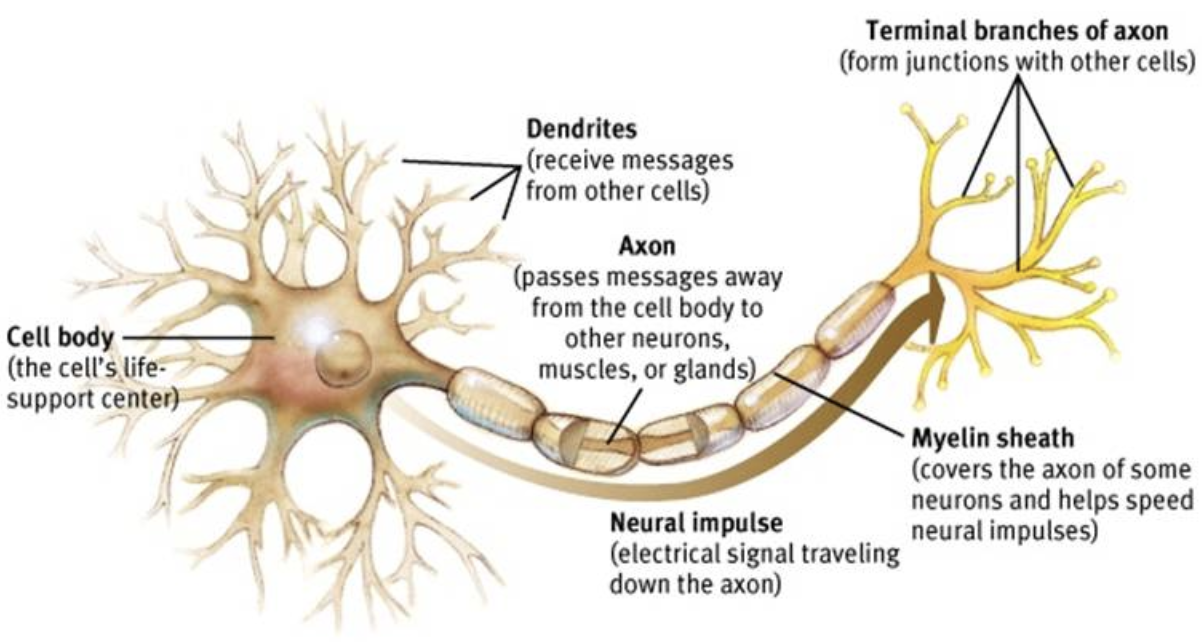 Terminal branches of axon
(form junctions with other cells)
Dendrites
(receive messages
from other cells)
Axon
(passes messages away
from the cell body to
other neurons,
muscles, or glands)
Cell body
(the cell’s life-
support center)
Myelin sheath
(covers the axon of some
neurons and helps speed
neural impulses)
Neural impulse
(electrical signal traveling
down the axon)